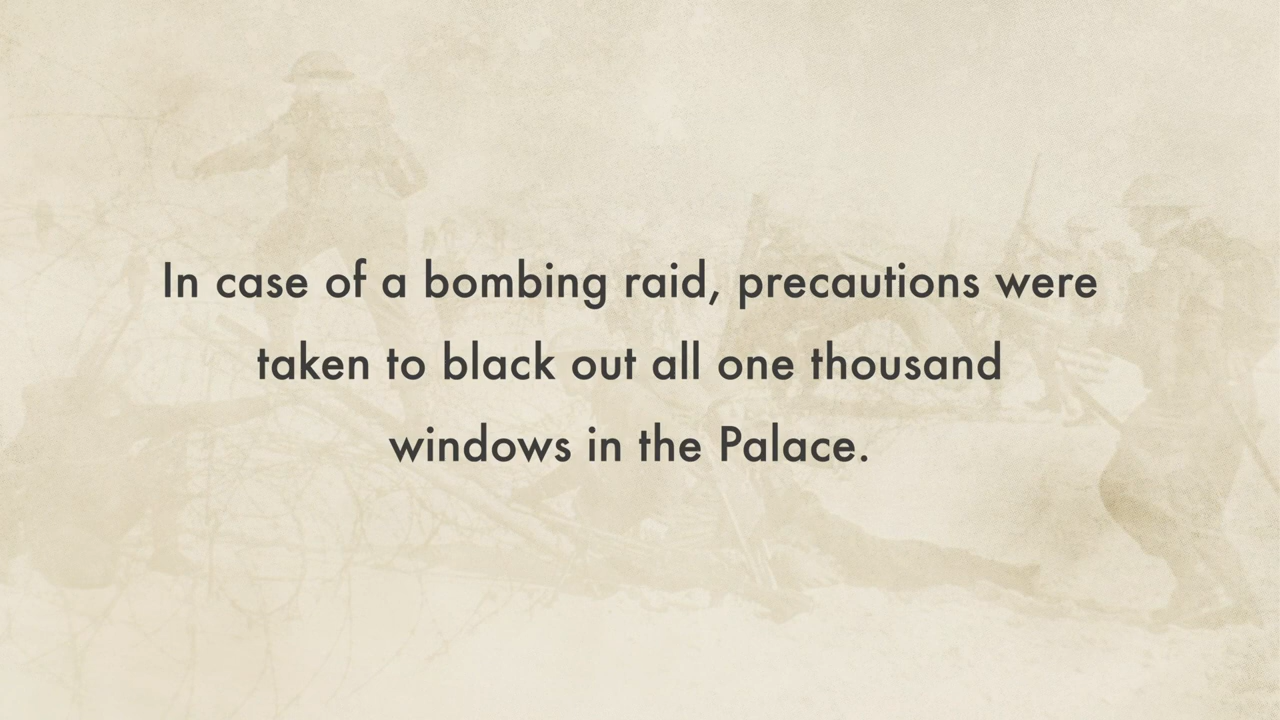 In case of a bombing raid, precautions were
taken to black out all one thousand
windows in the Palace.